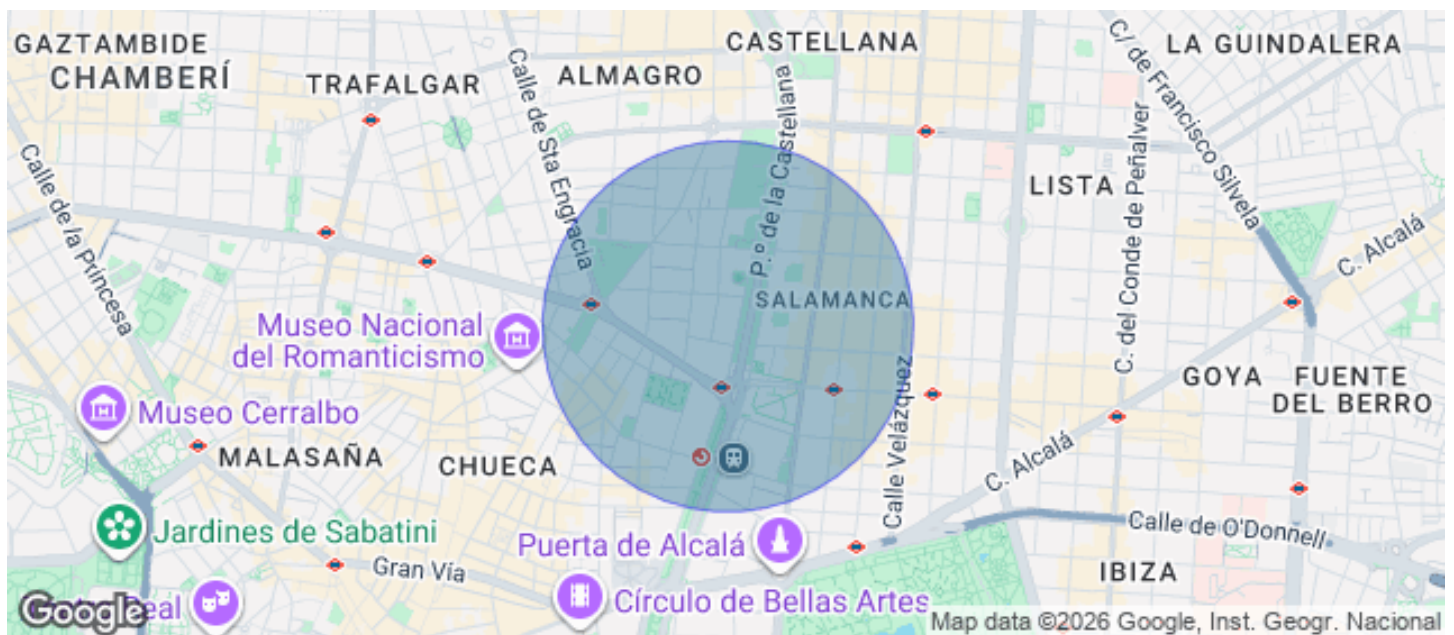 GAZTAMBIDE
CHAMBERÍ
TRAFALGAR
ALMAGRO
CASTELLANA
LA GUINDALERA
Calle de Sta Engracia
P.º de la Castellana
C/ de Francisco Silvela
Calle de la Princesa
LISTA
C. del Conde de Peñalver
C. Alcalá
SALAMANCA
Museo Nacional
del Romanticismo
Museo Cerralbo
MALASAÑA
CHUECA
Calle Velázquez
GOYA
FUENTE
DEL BERRO
C. Alcalá
Jardines de Sabatini
Puerta de Alcalá
Calle de O'Donnell
Gran Vía
IBIZA
Real
Círculo de Bellas Artes
Google
Map data ©2026 Google, Inst. Geogr. Nacional